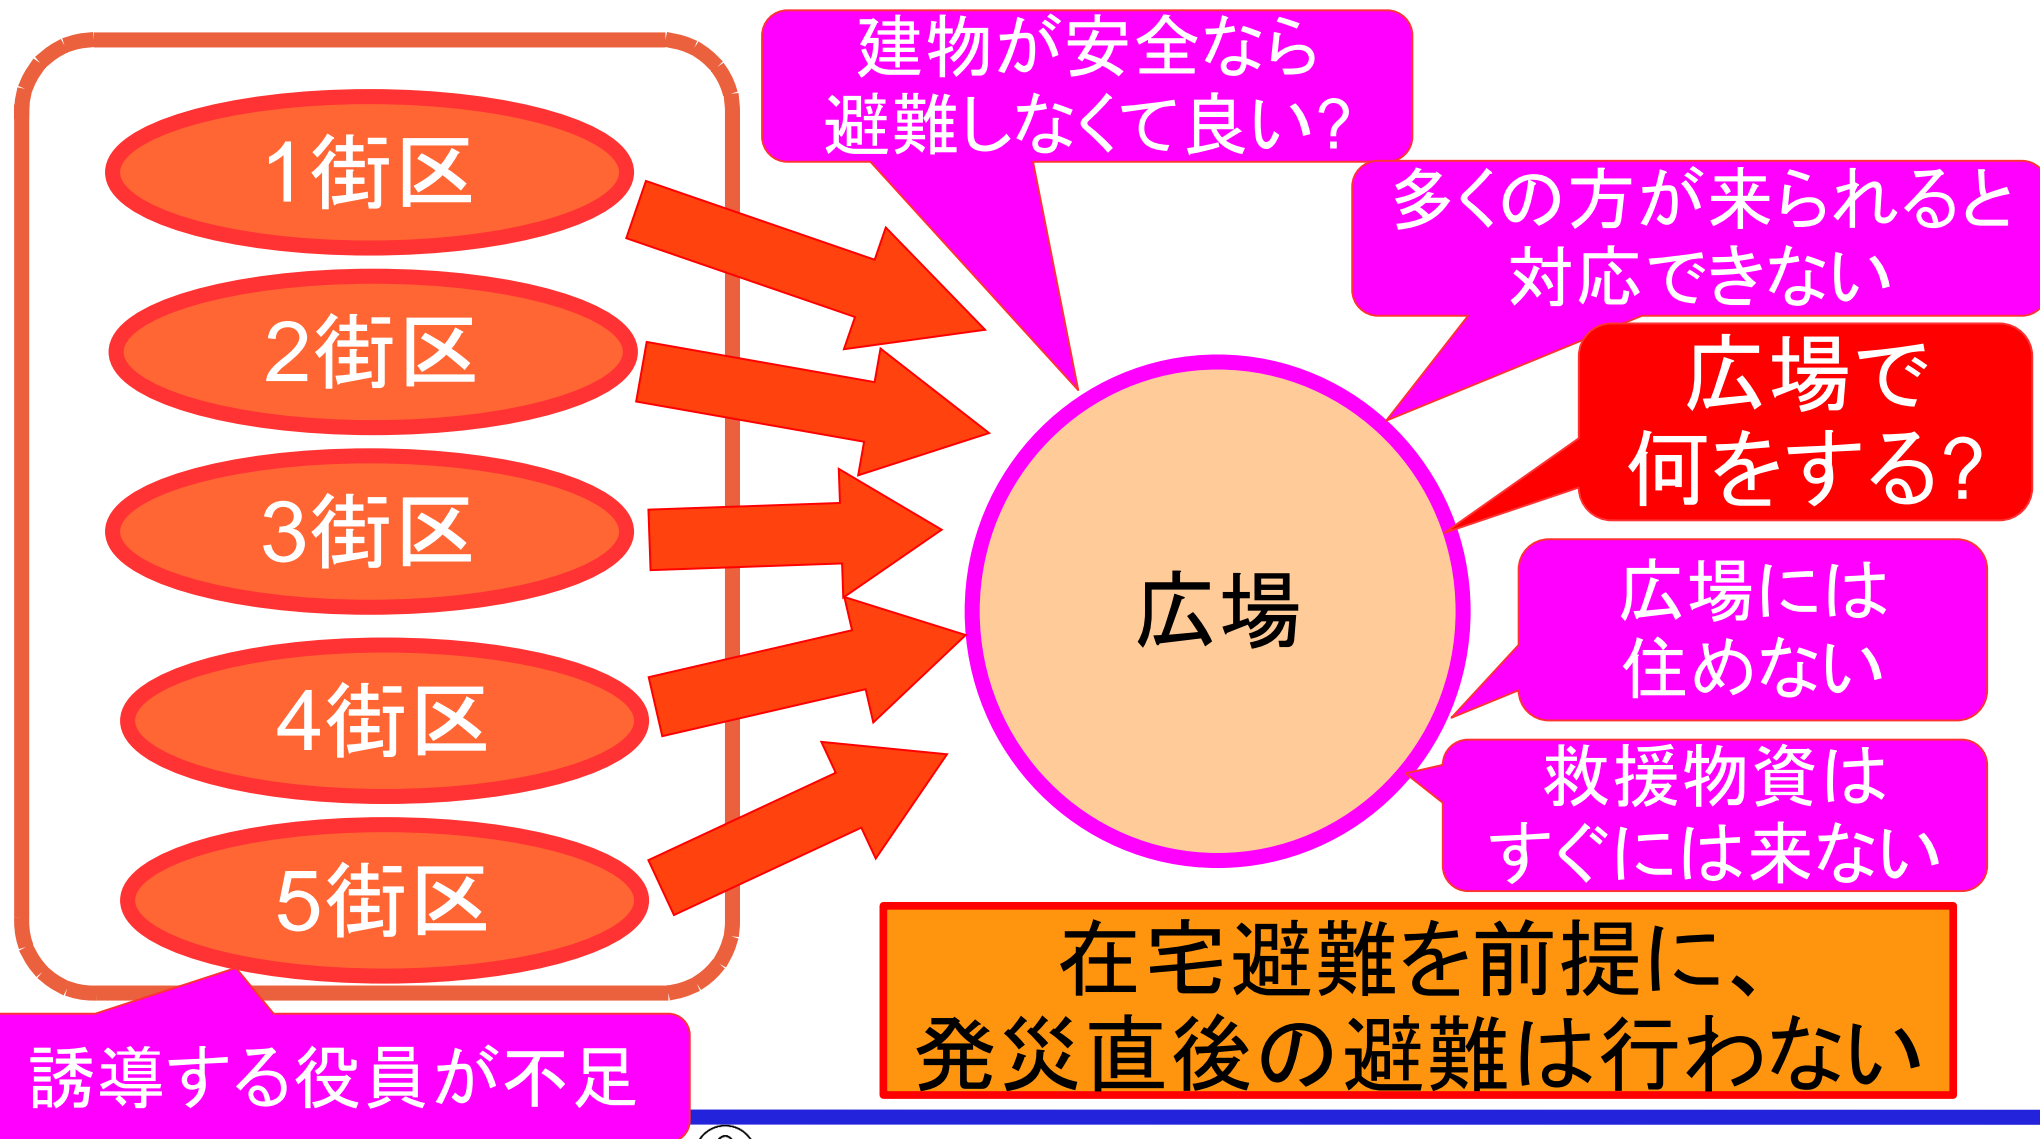 建物が安全なら
避難しなくて良い?
多くの方が来られると
対応できない
1街区
2街区
3街区
4街区
5街区
広場で
何をする?
広場
広場には
住めない
救援物資は
すぐには来ない
在宅避難を前提に、
発災直後の避難は行わない
誘導する役員が不足